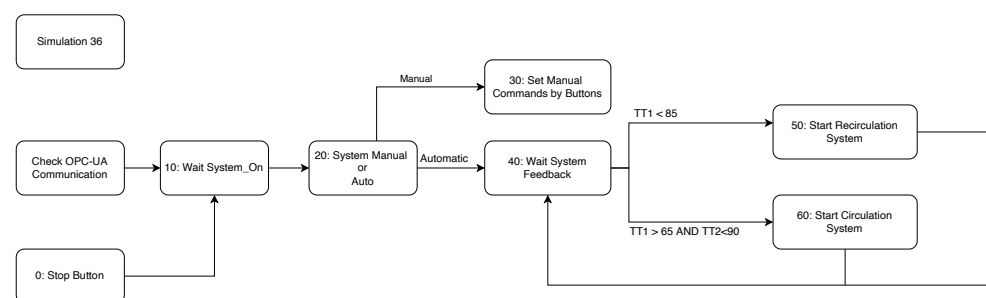 Simulation 36
Manual
30: Set Manual
Commands by Buttons
TT1 < 85
50: Start Recirculation
System
Check OPC-UA
Communication
10: Wait System_On
20: System Manual
or
Auto
Automatic
40: Wait System
Feedback
60: Start Circulation
System
TT1 > 65 AND TT2<90
0: Stop Button